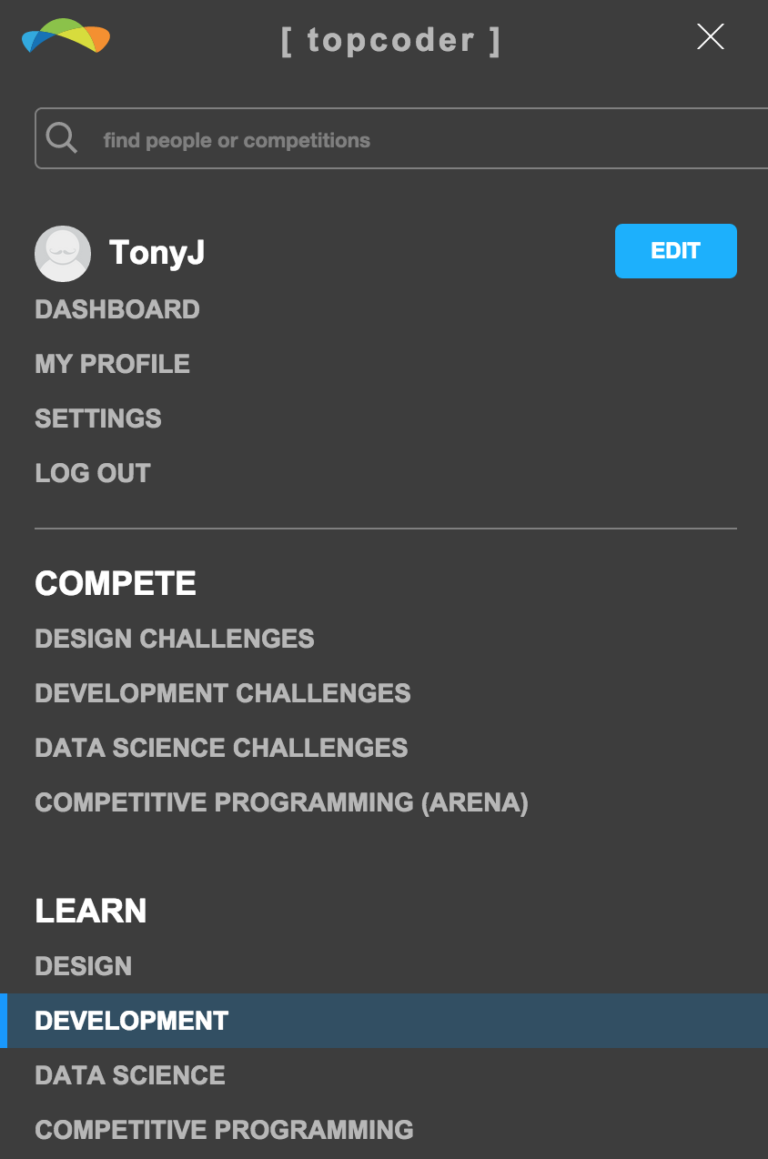 [ topcoder ]
find people or competitions
TonyJ
EDIT
DASHBOARD
MY PROFILE
SETTINGS
LOG OUT
COMPETE
DESIGN CHALLENGES
DEVELOPMENT CHALLENGES
DATA SCIENCE CHALLENGES
COMPETITIVE PROGRAMMING (ARENA)
LEARN
DESIGN
DEVELOPMENT
DATA SCIENCE
COMPETITIVE PROGRAMMING